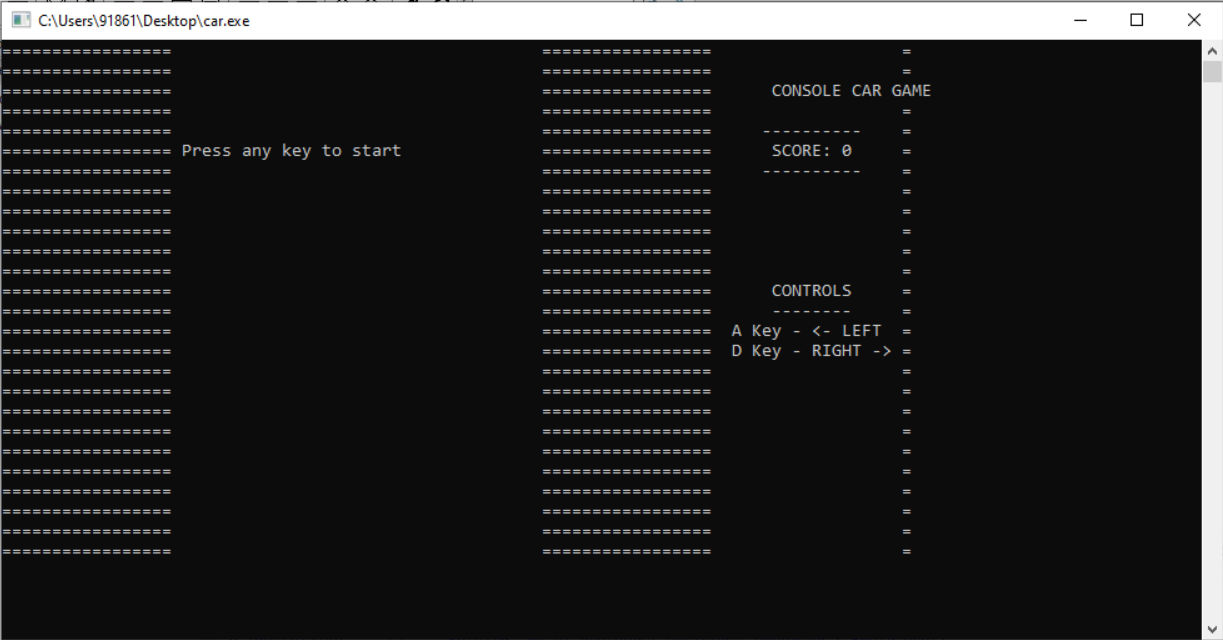 C:\Users\91861\Desktop\car.exe
================= ================= =
================= ================= =
================= ================= CONSOLE CAR GAME
================= ================= =
================= ================= ---------- =
================= Press any key to start ================= SCORE: 0 =
================= ================= ---------- =
================= ================= =
================= ================= =
================= ================= =
================= ================= =
================= ================= =
================= ================= CONTROLS =
================= ================= -------- =
================= ================= A Key - <- LEFT =
================= ================= D Key - RIGHT -> =
================= ================= =
================= ================= =
================= ================= =
================= ================= =
================= ================= =
================= ================= =
================= ================= =
================= ================= =
================= ================= =
================= ================= =